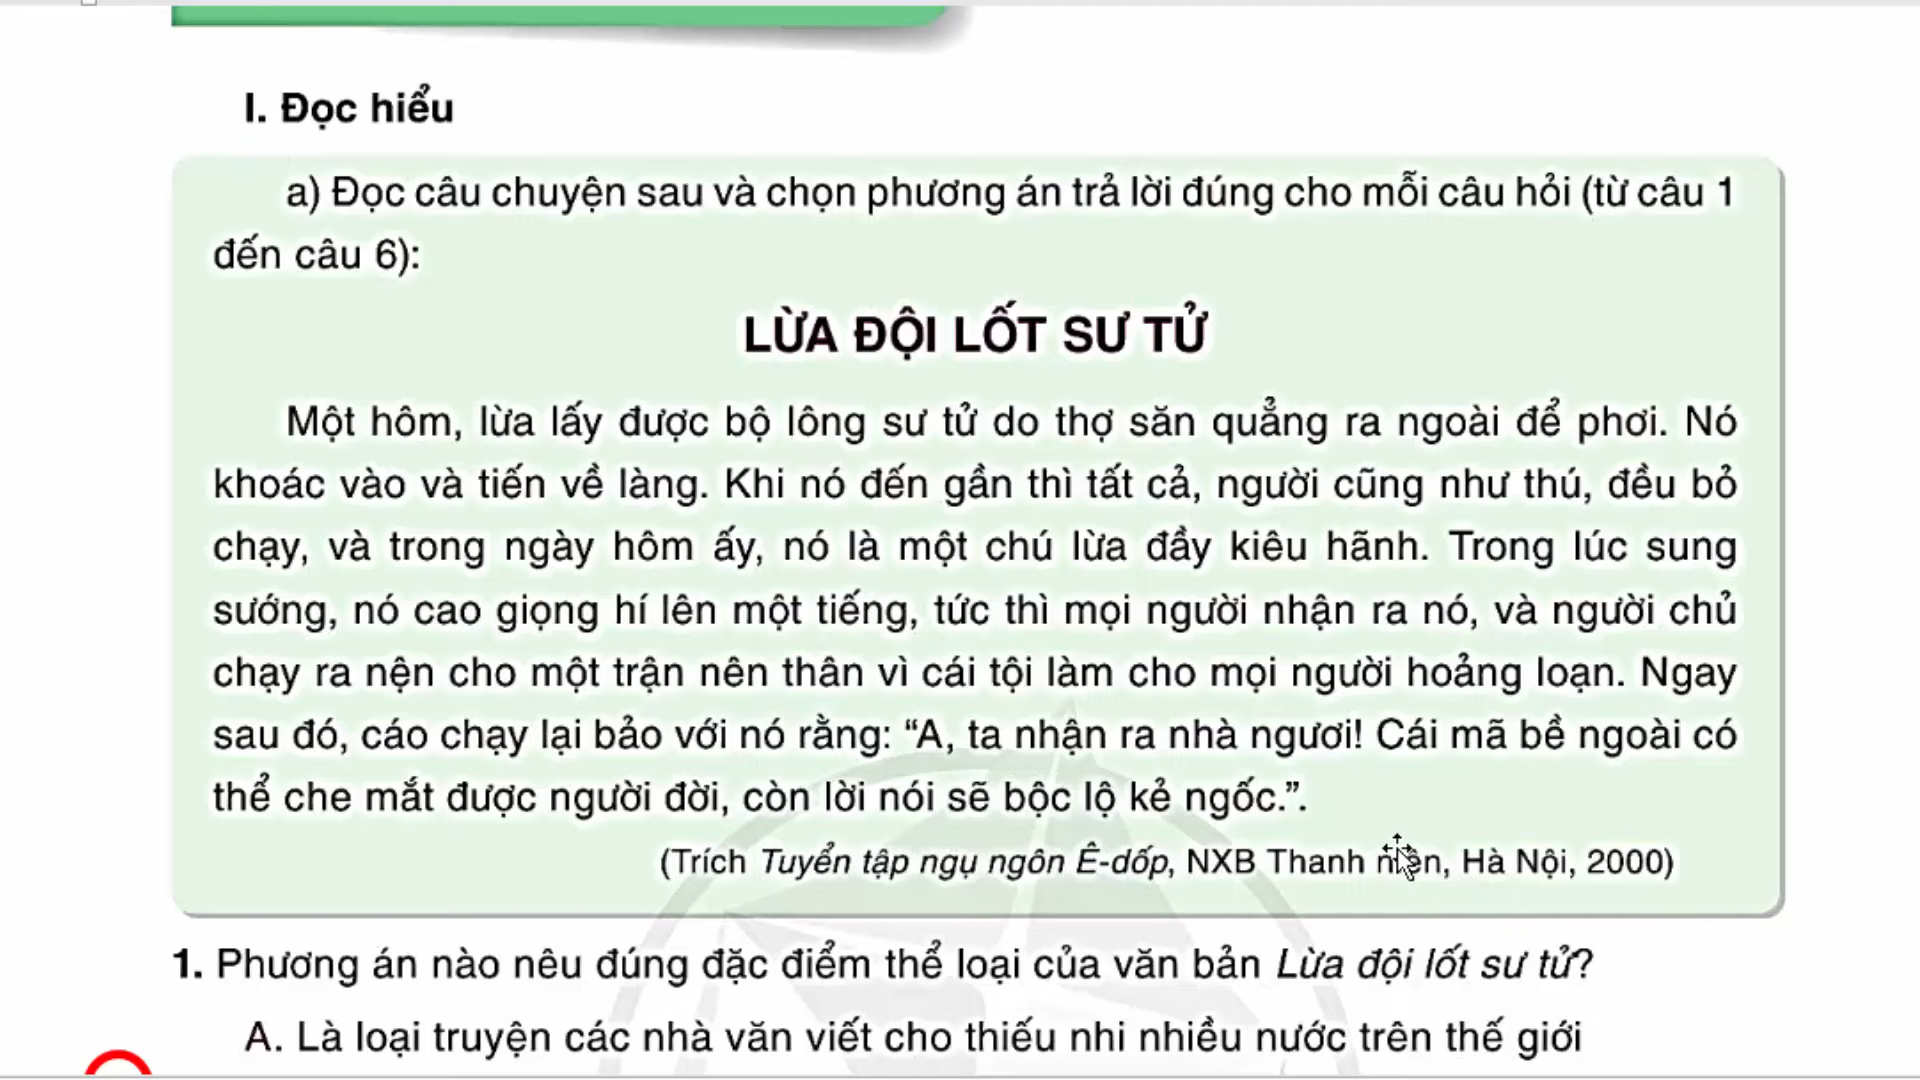 I. Đọc hiểu
a) Đọc câu chuyện sau và chọn phương án trả lời đúng cho mỗi câu hỏi (từ câu 1
đến câu 6):
LỪA ĐỘI LỐT SƯ TỬ
Một hôm, lừa lấy được bộ lông sư tử do thợ săn quẳng ra ngoài để phơi. Nó
khoác vào và tiến về làng. Khi nó đến gần thì tất cả, người cũng như thú, đều bỏ
chạy, và trong ngày hôm ấy, nó là một chú lừa đầy kiêu hãnh. Trong lúc sung
sướng, nó cao giọng hí lên một tiếng, tức thì mọi người nhận ra nó, và người chủ
chạy ra nện cho một trận nên thân vì cái tội làm cho mọi người hoảng loạn. Ngay
sau đó, cáo chạy lại bảo với nó rằng: “A, ta nhận ra nhà ngươi! Cái mã bề ngoài có
thể che mắt được người đời, còn lời nói sẽ bộc lộ kẻ ngốc.”.
(Trích Tuyển tập ngụ ngôn Ê-dốp, NXB Thanh niên, Hà Nội, 2000)
1. Phương án nào nêu đúng đặc điểm thể loại của văn bản Lừa đội lốt sư tử?
A. Là loại truyện các nhà văn viết cho thiếu nhi nhiều nước trên thế giới